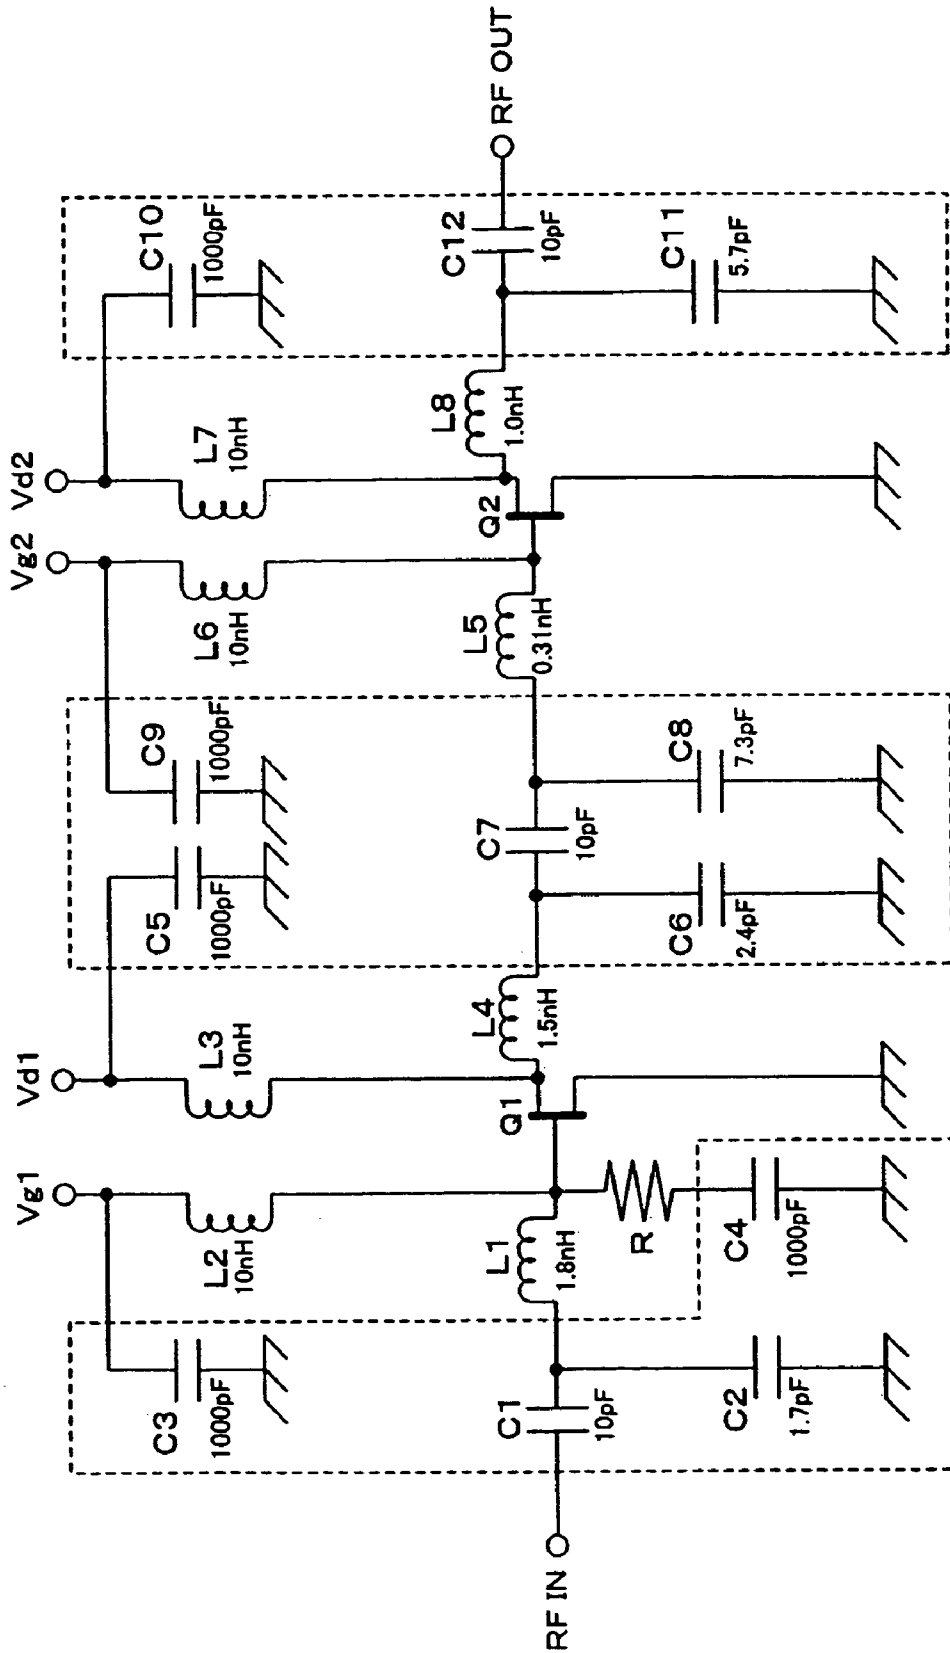 Vg1
Vd1
Vg2
Vd2
C3
1000pF
L2
10nH
L3
10nH
C5
1000pF
C9
1000pF
L6
10nH
L7
10nH
C10
1000pF
RF IN
C1
10pF
L1
1.8nH
Q1
L4
1.5nH
C7
10pF
L5
0.31nH
Q2
L8
1.0nH
C12
10pF
RF OUT
C2
1.7pF
R
C4
1000pF
C6
2.4pF
C8
7.3pF
C11
5.7pF